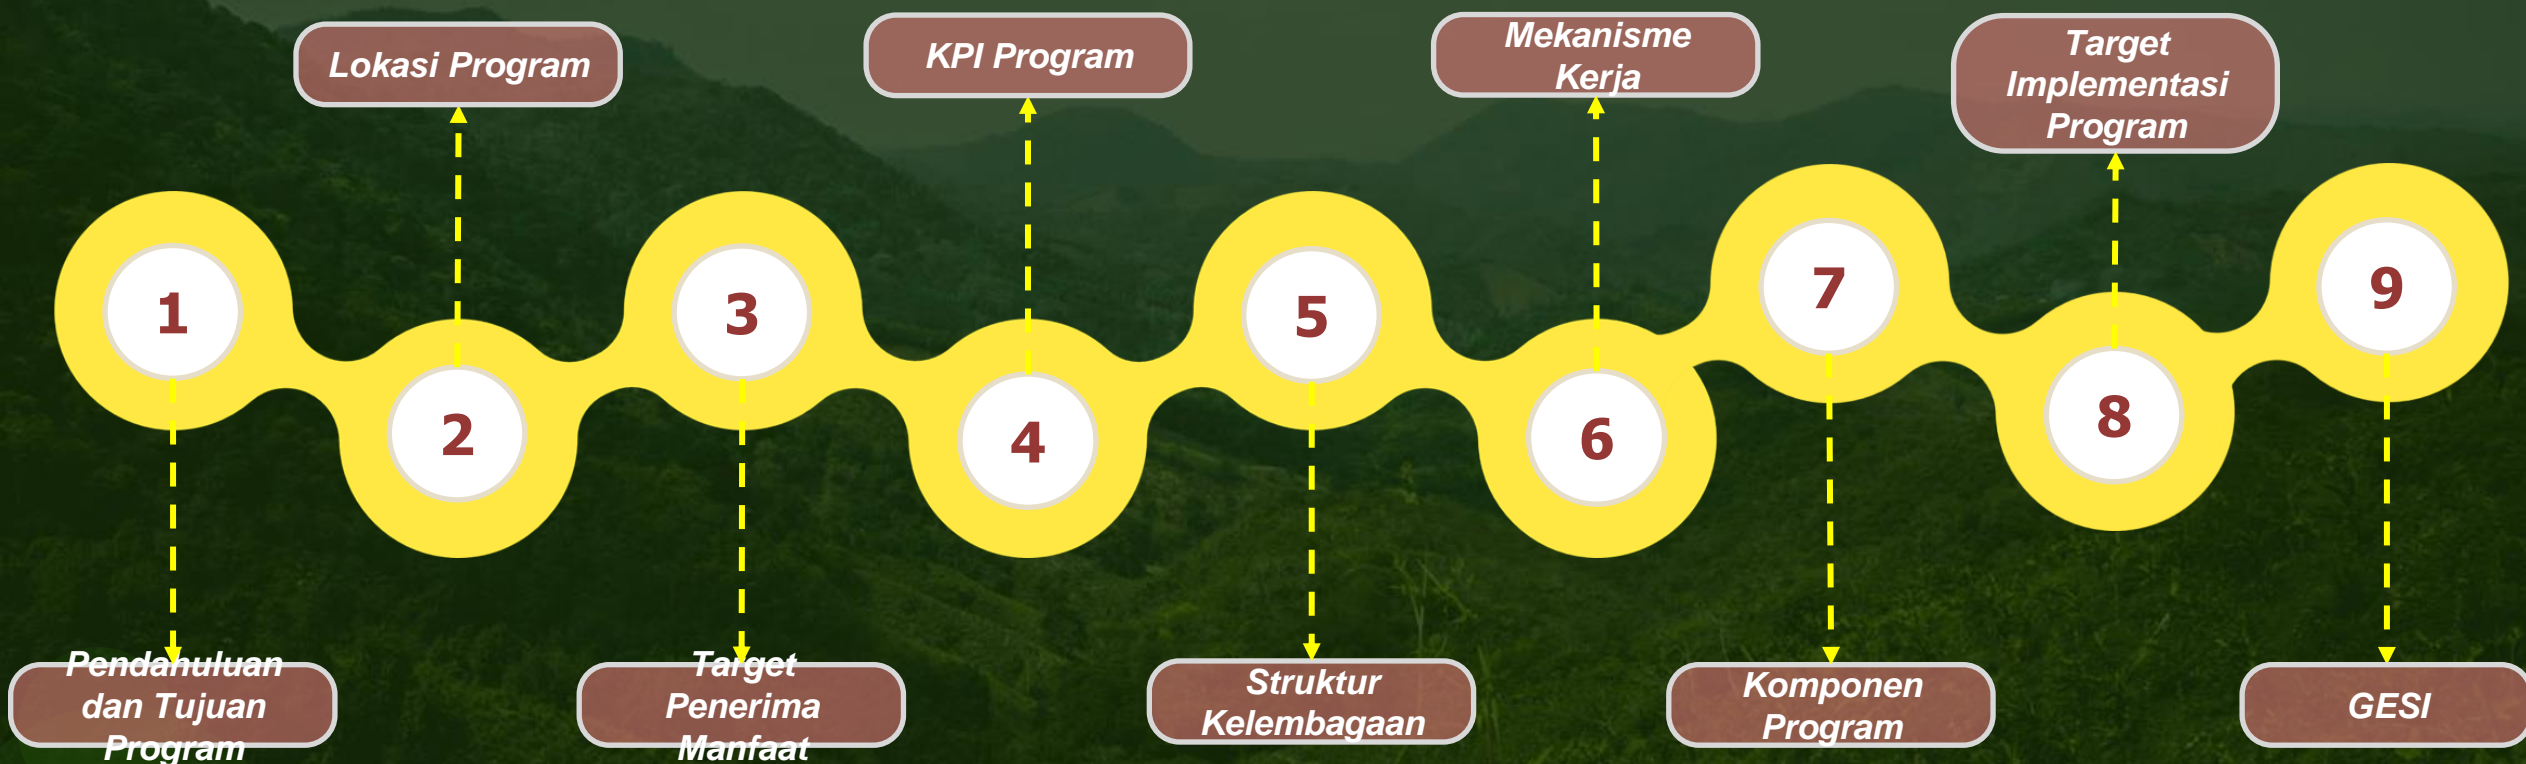 Lokasi Program
KPI Program
Mekanisme
Kerja
Target
Implementasi
Program
1
2
3
4
5
6
7
8
9
Pendahuluan
dan Tujuan
Program
Target
Penerima
Manfaat
Struktur
Kelembagaan
Komponen
Program
GESI